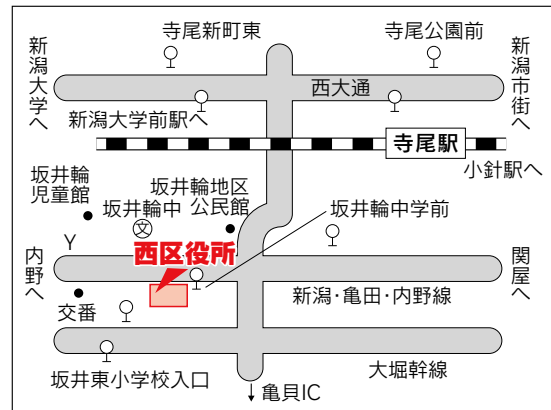 寺尾新町東
寺尾公園前
新潟大学へ
新潟市街へ
西大通
新潟大学前駅へ
寺尾駅
小針駅へ
坂井輪
児童館
坂井輪地区
公民館
坂井輪中
文
坂井輪中学前
Y
西区役所
内野へ
関屋へ
交番
新潟・亀田・内野線
坂井東小学校入口
大堀幹線
↓亀貝IC